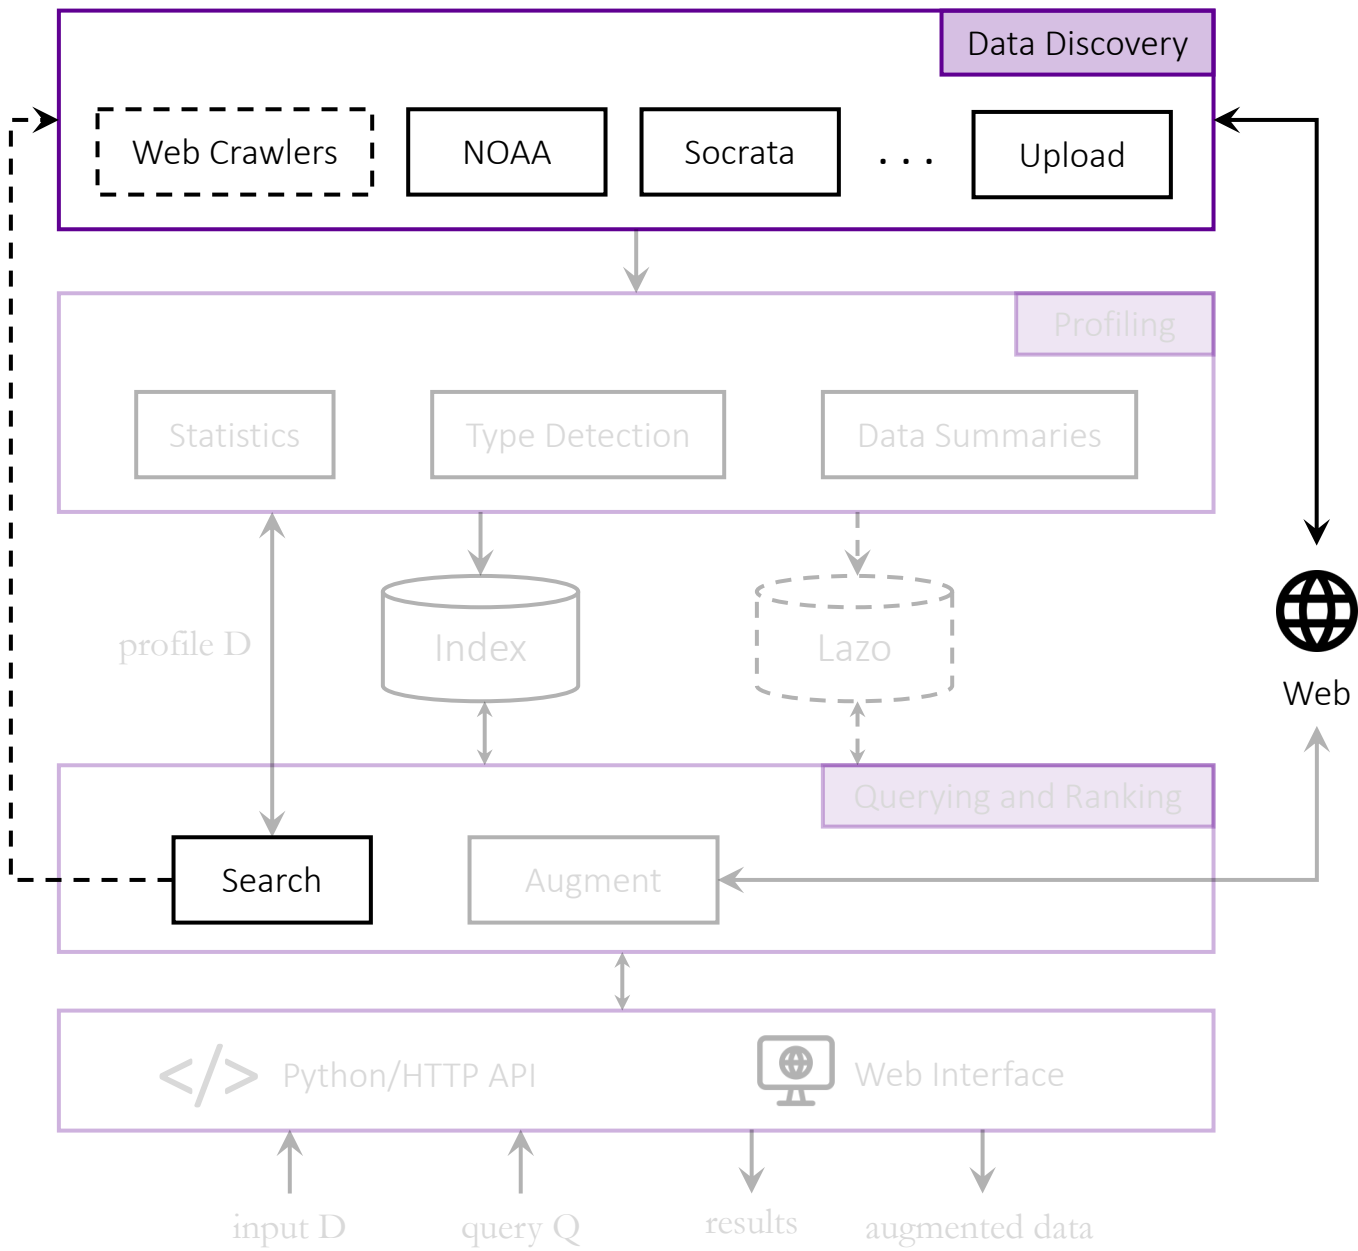 Data Discovery
Web Crawlers
NOAA
Socrata
. . .
Upload
Profiling
Statistics
Type Detection
Data Summaries
profile D
Index
Lazo
Web
Querying and Ranking
Search
Augment
</> Python/HTTP API
Web Interface
input D
query Q
results
augmented data